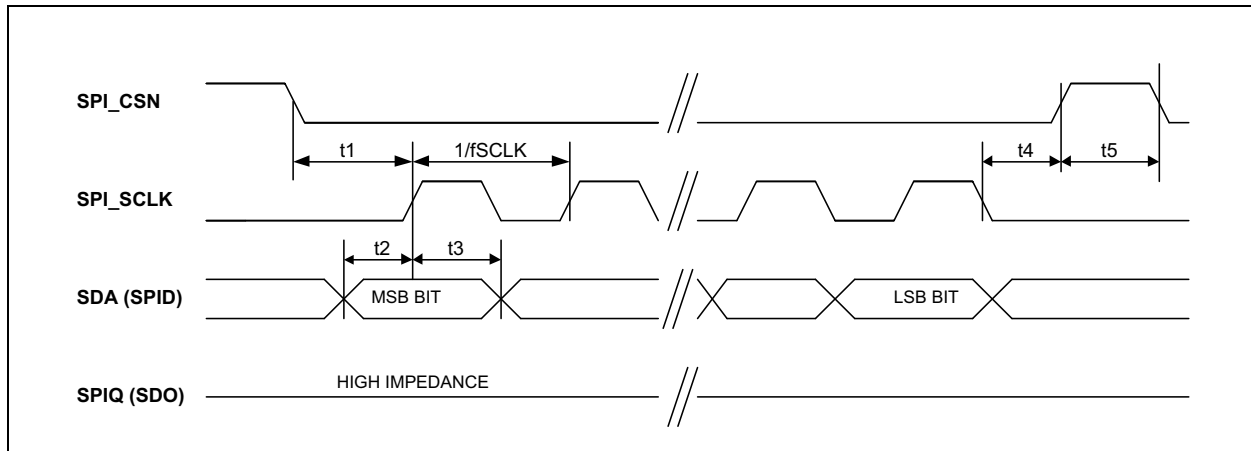 SPI_CSN
t1
1/fSCLK
t4
t5
SPI_SCLK
t2
t3
SDA (SPID)
MSB BIT
LSB BIT
HIGH IMPEDANCE
SPIQ (SDO)